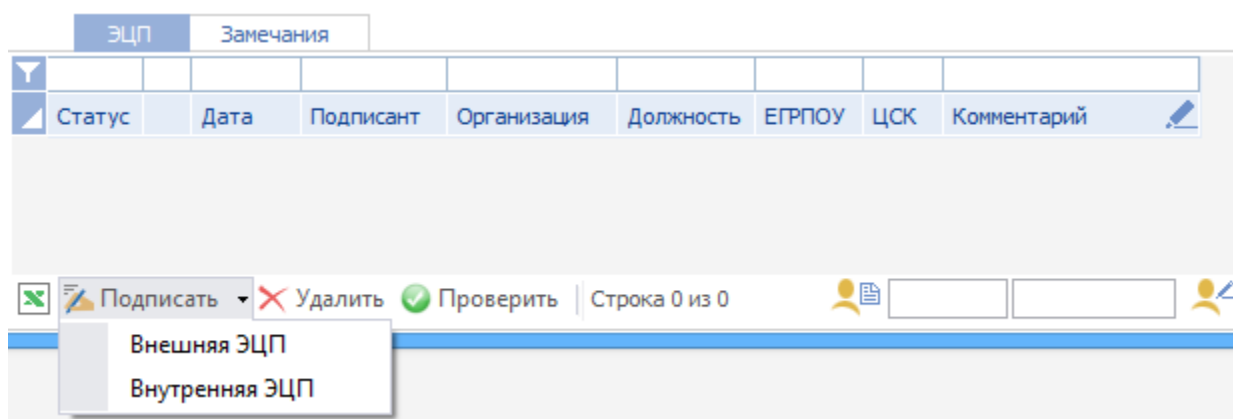 ЭЦП Замечания
Статус Дата Подписант Организация Должность ЕГРПОУ ЦСК Комментарий
Подписать Удалить Проверить Строка 0 из 0
Внешняя ЭЦП
Внутренняя ЭЦП